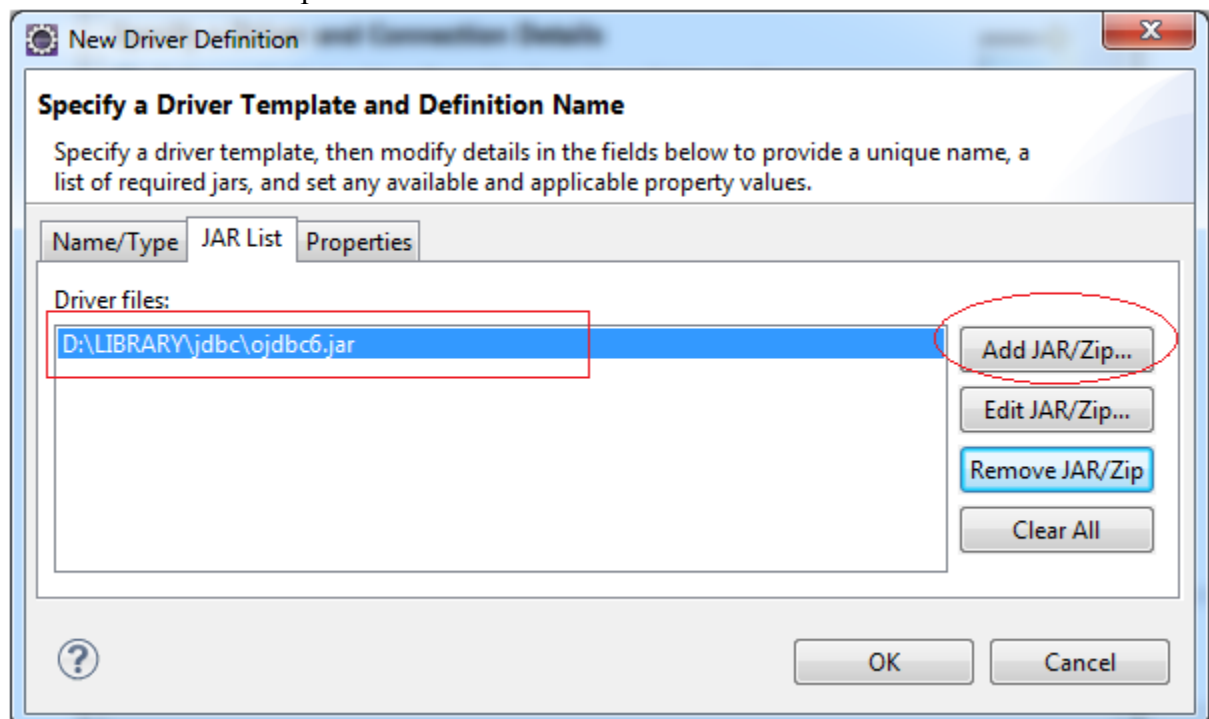 New Driver Definition
Specify a Driver Template and Definition Name
Specify a driver template, then modify details in the fields below to provide a unique name, a
list of required jars, and set any available and applicable property values.
Name/Type JAR List Properties
Driver files:
D:\LIBRARY\jdbc\ojdbc6.jar
Add JAR/Zip...
Edit JAR/Zip...
Remove JAR/Zip
Clear All
OK Cancel